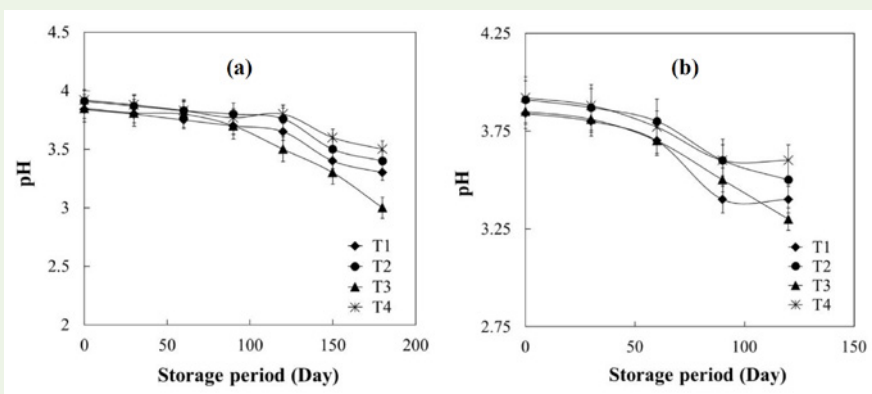 (a)
4.5
4
3.5
3
2.5
2
pH
0 50 100 150 200
Storage period (Day)
T1
T2
T3
T4
(b)
4.25
3.75
3.25
2.75
pH
0 50 100 150
Storage period (Day)
T1
T2
T3
T4